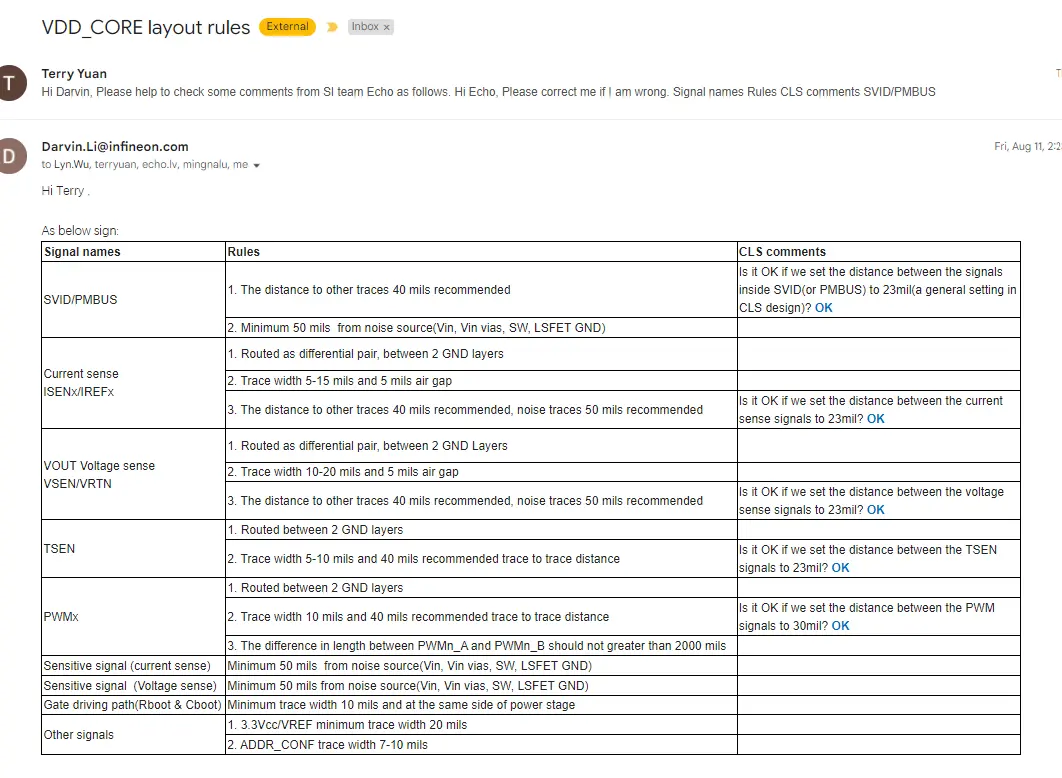 VDD_CORE layout rules External Inbox ×
T
Terry Yuan
Hi Darvin, Please help to check some comments from SI team Echo as follows. Hi Echo, Please correct me if I am wrong. Signal names Rules CLS comments SVID/PMBUS
D
Darvin.Li@infineon.com
Fri, Aug 11, 2:2
to Lyn.Wu, terryuan, echo.lv, mingnalu, me
Hi Terry .
As below sign:
Signal names Rules CLS comments
SVID/PMBUS
1. The distance to other traces 40 mils recommended
Is it OK if we set the distance between the signals
inside SVID(or PMBUS) to 23mil(a general setting in
CLS design)? OK
2. Minimum 50 mils from noise source(Vin, Vin vias, SW, LSFET GND)
Current sense
ISENx/IREFx
1. Routed as differential pair, between 2 GND layers
2. Trace width 5-15 mils and 5 mils air gap
3. The distance to other traces 40 mils recommended, noise traces 50 mils recommended
Is it OK if we set the distance between the current
sense signals to 23mil? OK
VOUT Voltage sense
VSEN/VRTN
1. Routed as differential pair, between 2 GND Layers
2. Trace width 10-20 mils and 5 mils air gap
3. The distance to other traces 40 mils recommended, noise traces 50 mils recommended
Is it OK if we set the distance between the voltage
sense signals to 23mil? OK
TSEN
1. Routed between 2 GND layers
2. Trace width 5-10 mils and 40 mils recommended trace to trace distance
Is it OK if we set the distance between the TSEN
signals to 23mil? OK
PWMx
1. Routed between 2 GND layers
2. Trace width 10 mils and 40 mils recommended trace to trace distance
Is it OK if we set the distance between the PWM
signals to 30mil? OK
3. The difference in length between PWMn_A and PWMn_B should not greater than 2000 mils
Sensitive signal (current sense) Minimum 50 mils from noise source(Vin, Vin vias, SW, LSFET GND)
Sensitive signal (Voltage sense) Minimum 50 mils from noise source(Vin, Vin vias, SW, LSFET GND)
Gate driving path(Rboot & Cboot) Minimum trace width 10 mils and at the same side of power stage
Other signals
1. 3.3Vcc/VREF minimum trace width 20 mils
2. ADDR_CONF trace width 7-10 mils